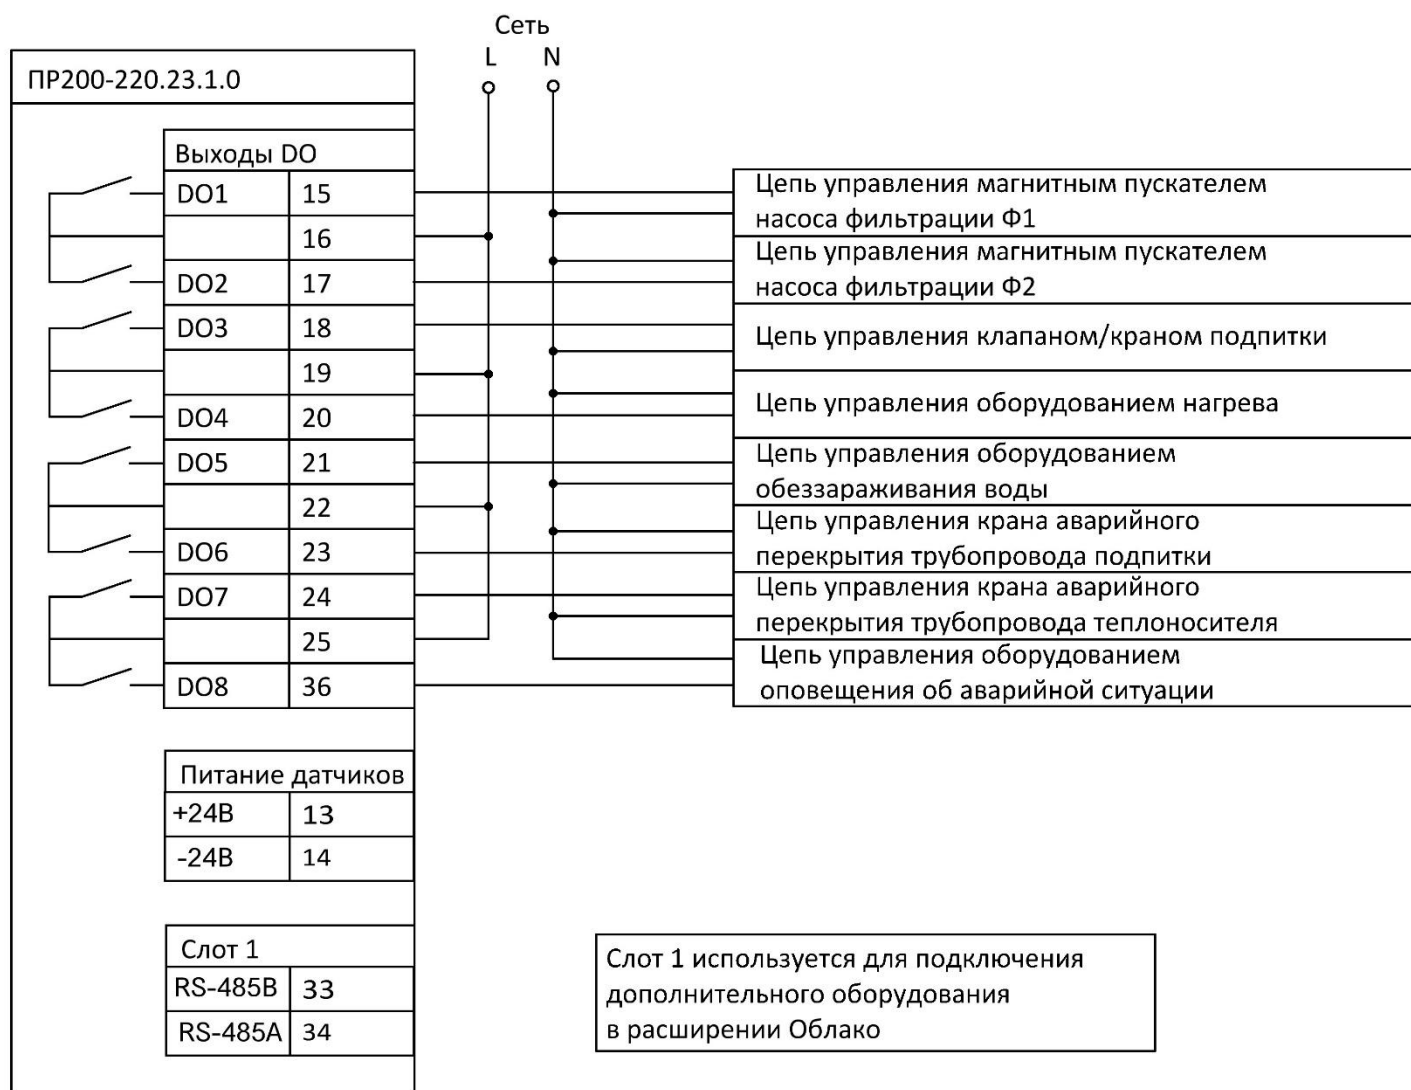 Сеть
L N
ПР200-220.23.1.0
Выходы DO
DO1 15
16
DO2 17
DO3 18
19
DO4 20
DO5 21
22
DO6 23
DO7 24
25
DO8 36
Цепь управления магнитным пускателем
насоса фильтрации Ф1
Цепь управления магнитным пускателем
насоса фильтрации Ф2
Цепь управления клапаном/краном подпитки
Цепь управления оборудованием нагрева
Цепь управления оборудованием
обеззараживания воды
Цепь управления крана аварийного
перекрытия трубопровода подпитки
Цепь управления крана аварийного
перекрытия трубопровода теплоносителя
Цепь управления оборудованием
оповещения об аварийной ситуации
Питание датчиков
+24В 13
-24В 14
Слот 1
RS-485B 33
RS-485A 34
Слот 1 используется для подключения
дополнительного оборудования
в расширении Облако